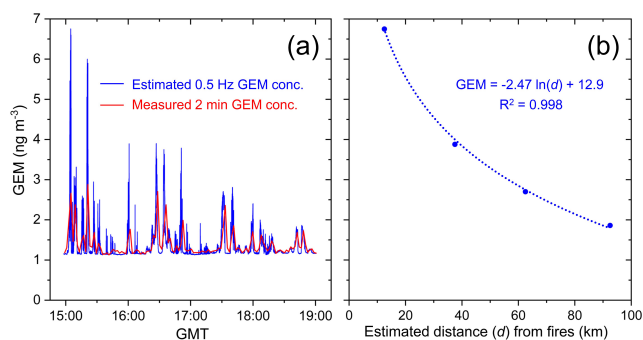 7
6
5
4
3
2
1
0
GEM (ng m⁻³)
(a)
Estimated 0.5 Hz GEM conc.
Measured 2 min GEM conc.
15:00 16:00 17:00 18:00 19:00
GMT
(b)
GEM = -2.47 ln(d) + 12.9
R² = 0.998
0 20 40 60 80 100
Estimated distance (d) from fires (km)